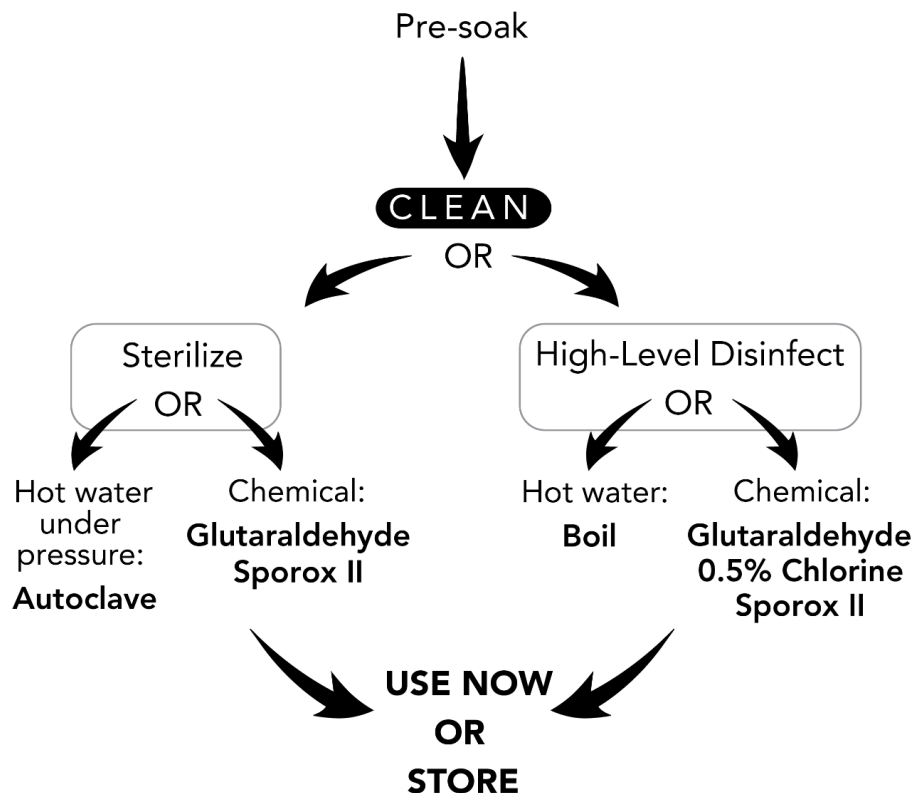 Pre-soak
CLEAN
OR
Sterilize
OR
Hot water
under
pressure:
Autoclave
Chemical:
Glutaraldehyde
Sporox II
High-Level Disinfect
OR
Hot water:
Boil
Chemical:
Glutaraldehyde
0.5% Chlorine
Sporox II
USE NOW
OR
STORE